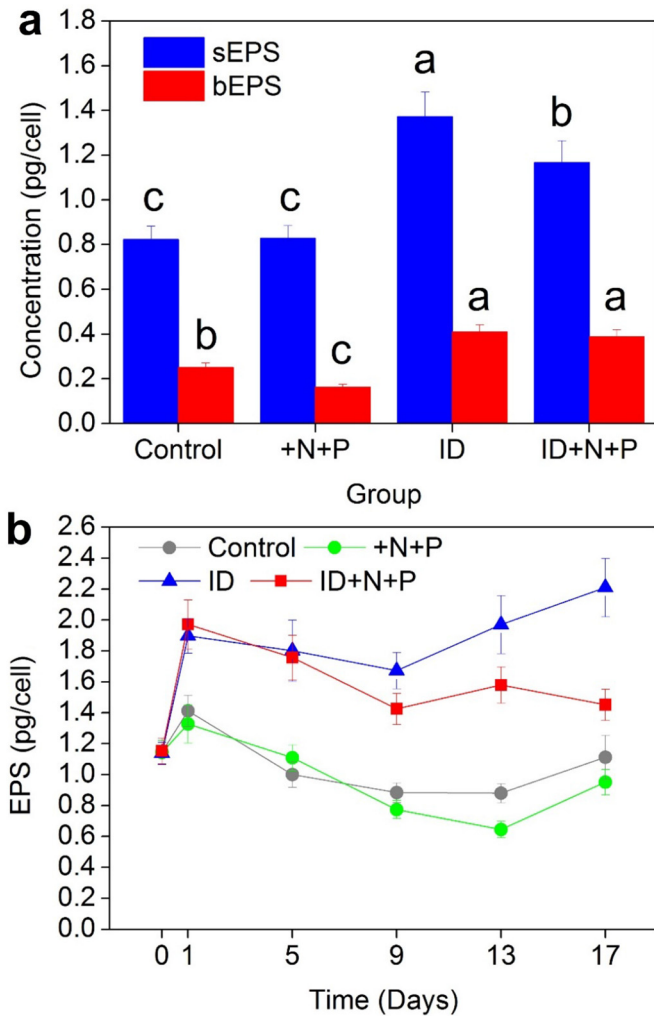 a
1.8
1.6
1.4
1.2
1.0
0.8
0.6
0.4
0.2
0.0
Concentration (pg/cell)
sEPS
bEPS
c
b
c
c
a
a
b
a
Control
+N+P
ID
ID+N+P
Group
b
2.6
2.4
2.2
2.0
1.8
1.6
1.4
1.2
1.0
0.8
0.6
0.4
0.2
0.0
EPS (pg/cell)
Control
+N+P
ID
ID+N+P
0
1
5
9
13
17
Time (Days)